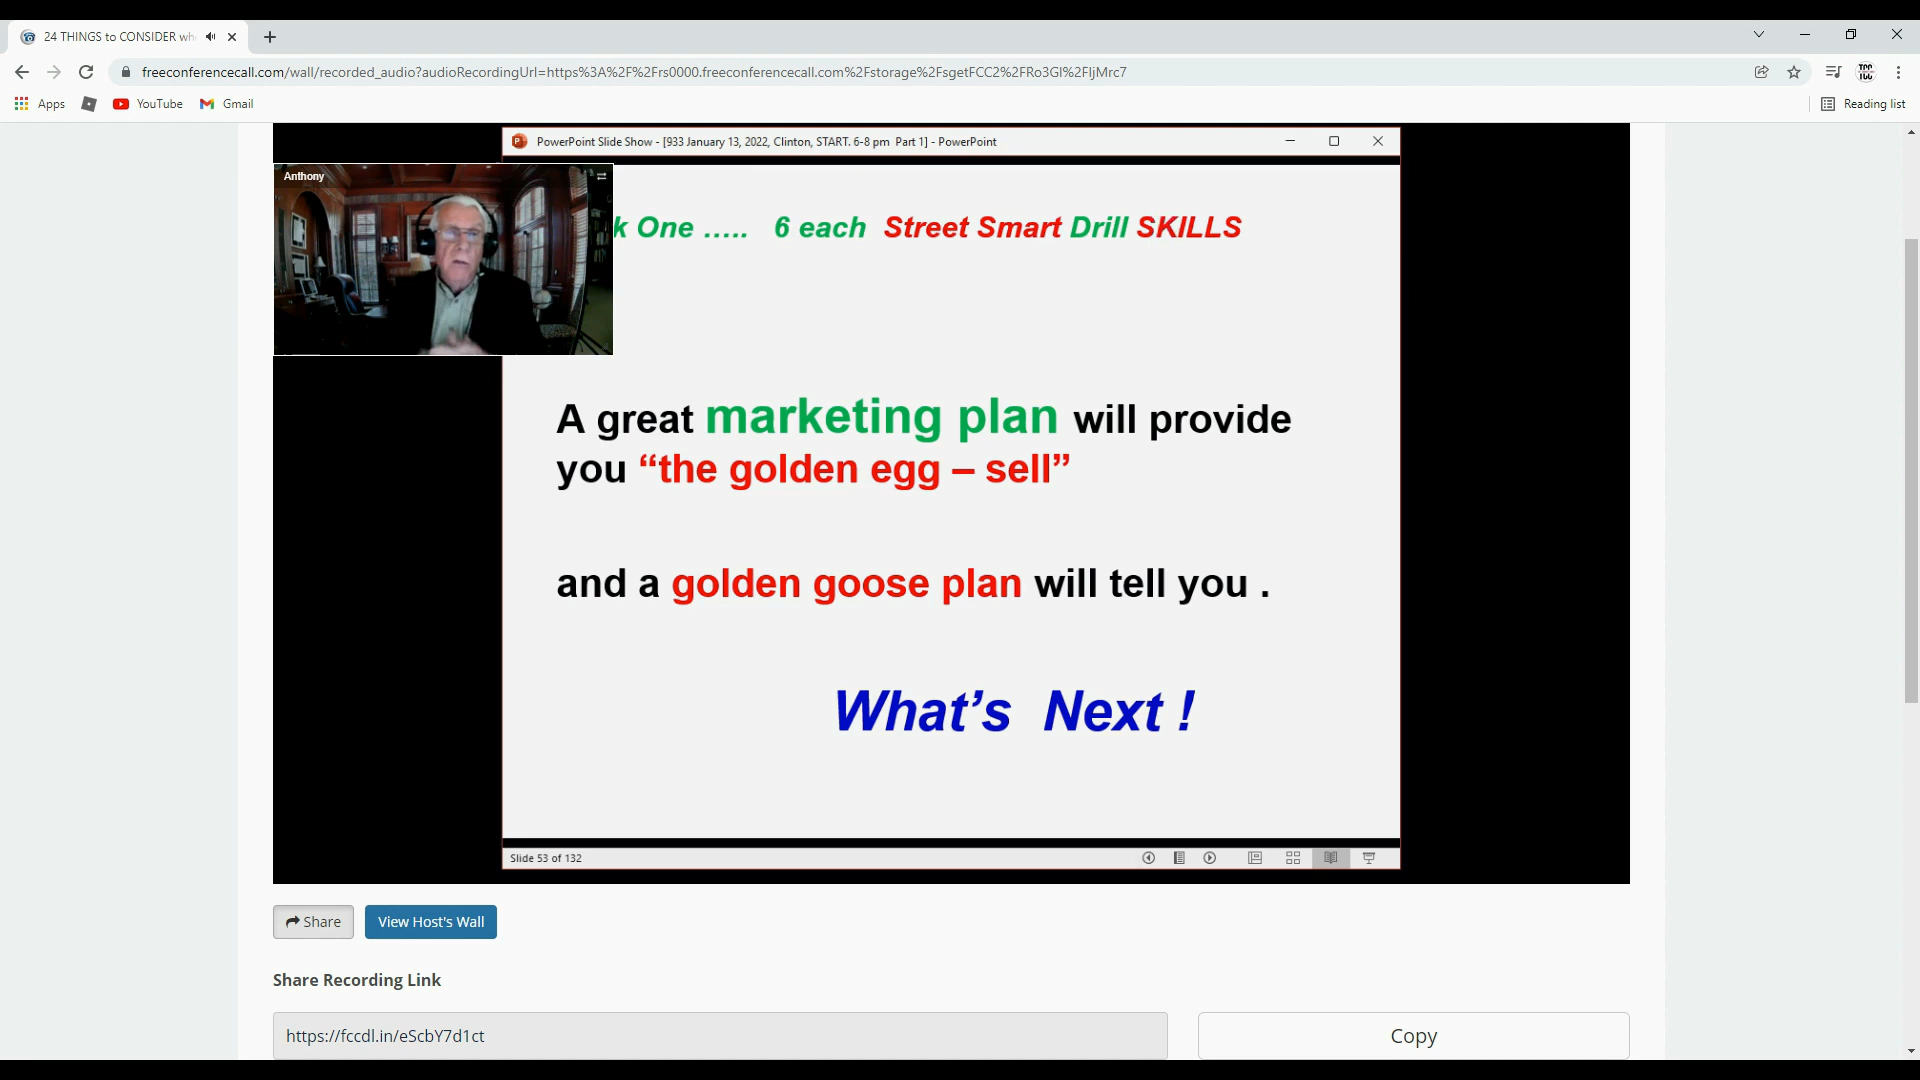 24 THINGS to CONSIDER wh
freeconferencecall.com/wall/recorded_audio?audioRecordingUrl=https%3A%2F%2Frs0000.freeconferencecall.com%2Fstorage%2FsgetFCC2%2FRo3Gl%2FIjMrc7
Apps YouTube Gmail Reading list
PowerPoint Slide Show - [933 January 13, 2022, Clinton, START. 6-8 pm Part 1] - PowerPoint
Anthony
k One ….. 6 each Street Smart Drill SKILLS
A great marketing plan will provide
you “the golden egg – sell”
and a golden goose plan will tell you .
What’s Next !
Slide 53 of 132
Share View Host's Wall
Share Recording Link
https://fccdl.in/eScbY7d1ct Copy